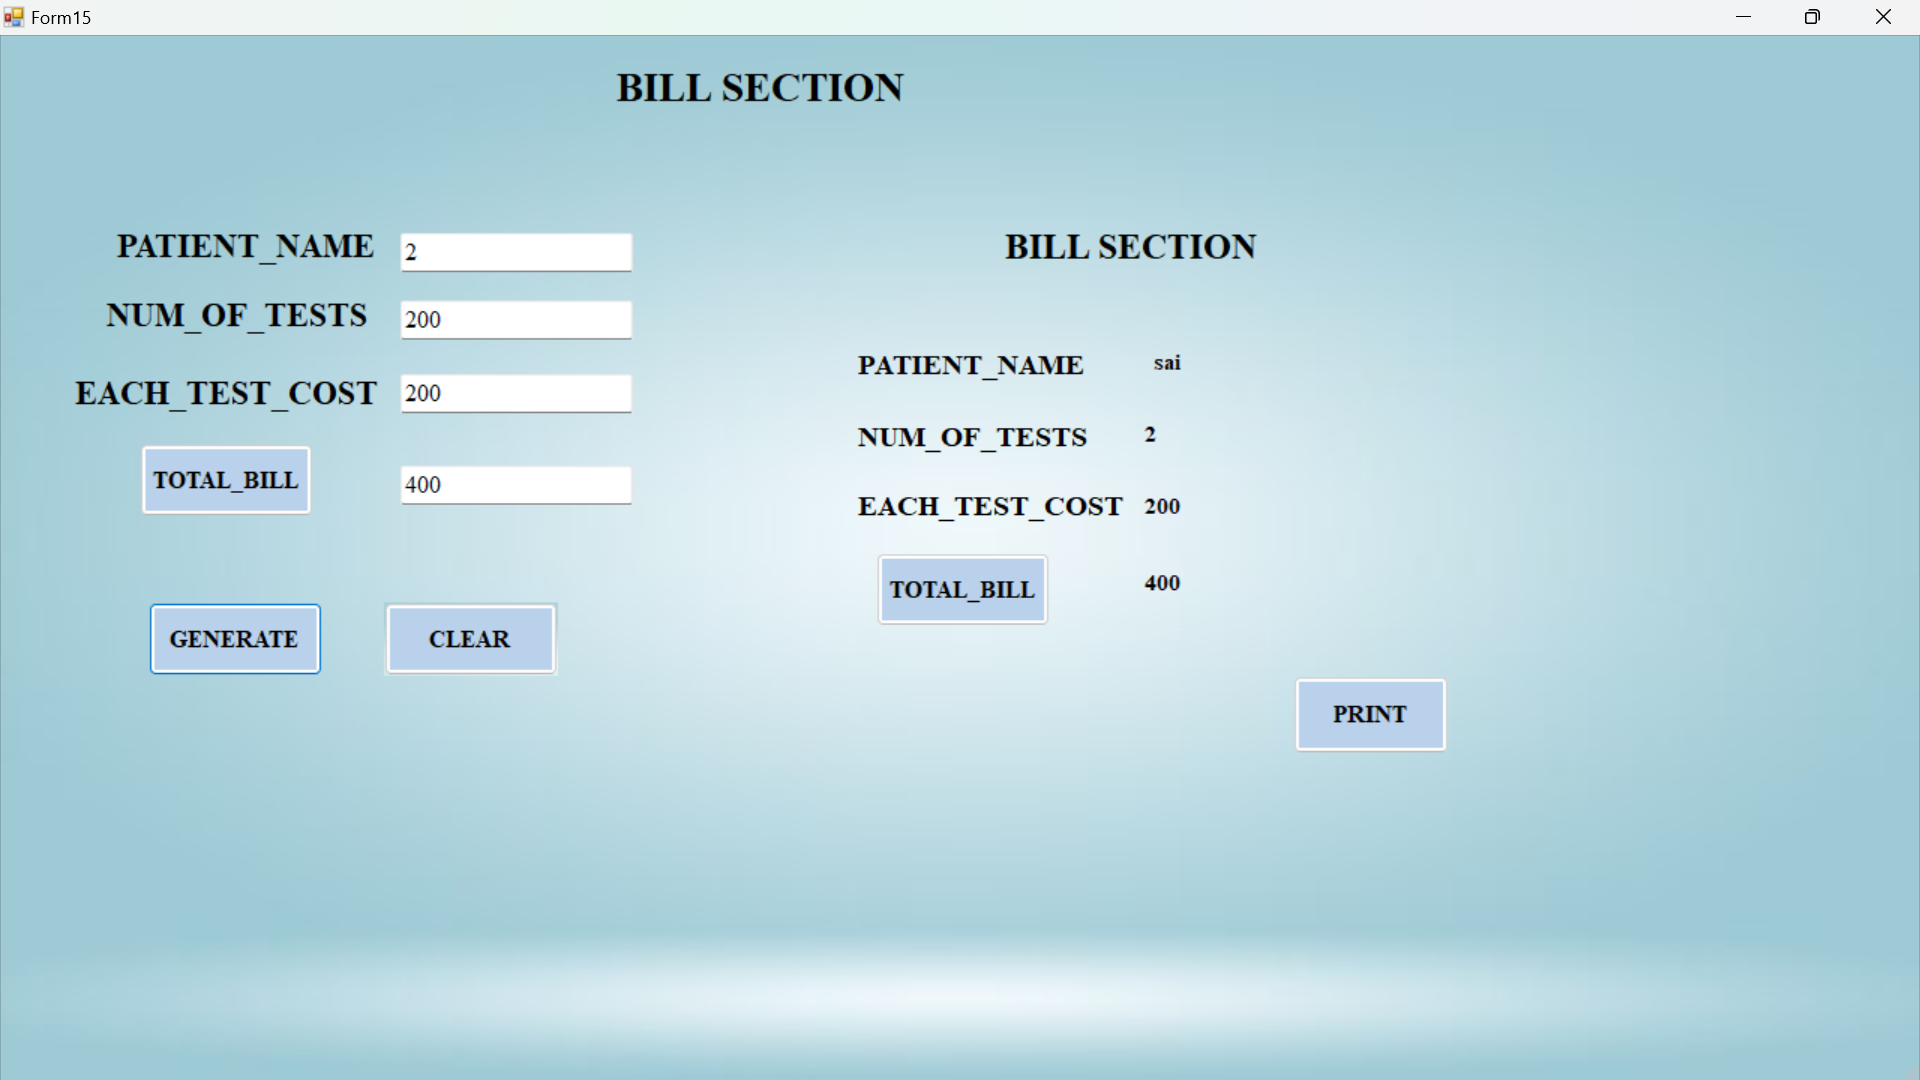 Form15
BILL SECTION
PATIENT_NAME 2
NUM_OF_TESTS 200
EACH_TEST_COST 200
TOTAL_BILL 400
GENERATE CLEAR
BILL SECTION
PATIENT_NAME sai
NUM_OF_TESTS 2
EACH_TEST_COST 200
TOTAL_BILL 400
PRINT